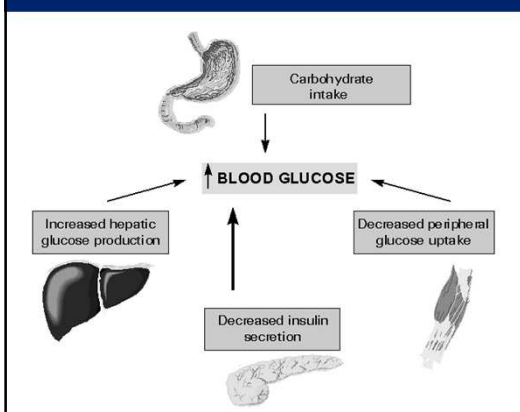 Carbohydrate
intake
↑ BLOOD GLUCOSE
Increased hepatic
glucose production
Decreased peripheral
glucose uptake
Decreased insulin
secretion